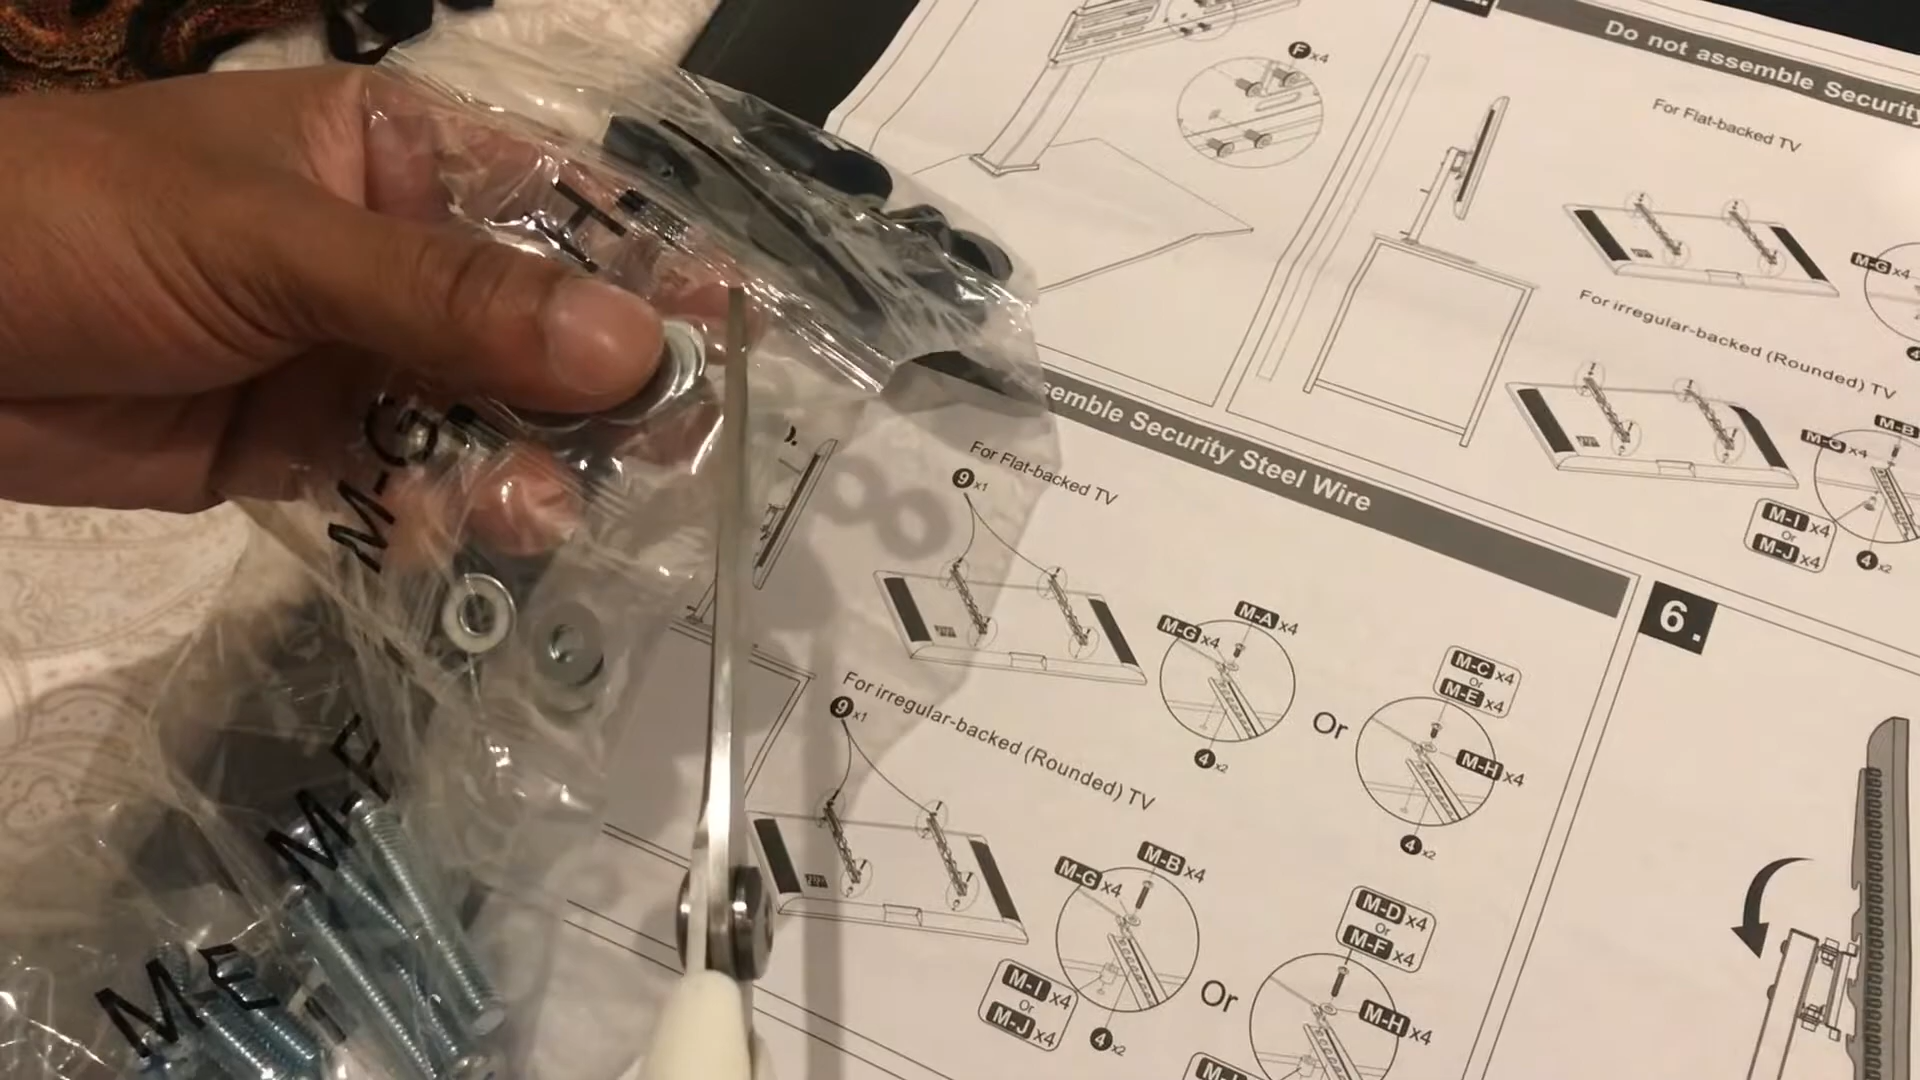 F x4
Do not assemble Security
For Flat-backed TV
M-G x4
For irregular-backed (Rounded) TV
M-B
M-G x4
M-I x4
Or
M-J x4
4 x2
semble Security Steel Wire
For Flat-backed TV
9 x1
M-A x4
M-G x4
4 x2
Or
M-C x4
Or
M-E x4
M-H x4
4 x2
For irregular-backed (Rounded) TV
9 x1
M-B x4
M-G x4
M-I x4
Or
M-J x4
4 x2
Or
M-D x4
Or
M-F x4
M-H x4
6.
H
M-G
M-F
M-E